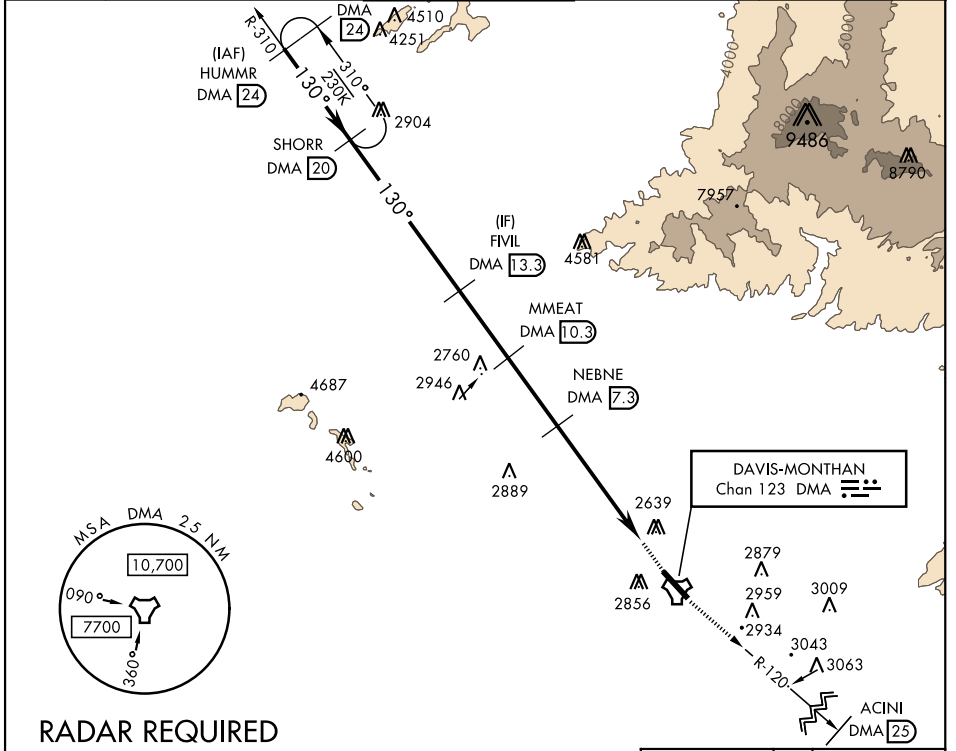 DMA
24
4510
4251
R-310
(IAF)
HUMMR
DMA 24
130°
310°
230K
2904
SHORR
DMA 20
130°
4000
6000
8000
9486
8790
7957
(IF)
FIVIL
DMA 13.3
4581
MMEAT
DMA 10.3
2760
2946
NEBNE
DMA 7.3
4687
4600
2889
DAVIS-MONTHAN
Chan 123 DMA
2639
2856
2879
2959
3009
2934
3043
3063
R-120
ACINI
DMA 25
MSA DMA 25 NM
10,700
090°
7700
360°
RADAR REQUIRED